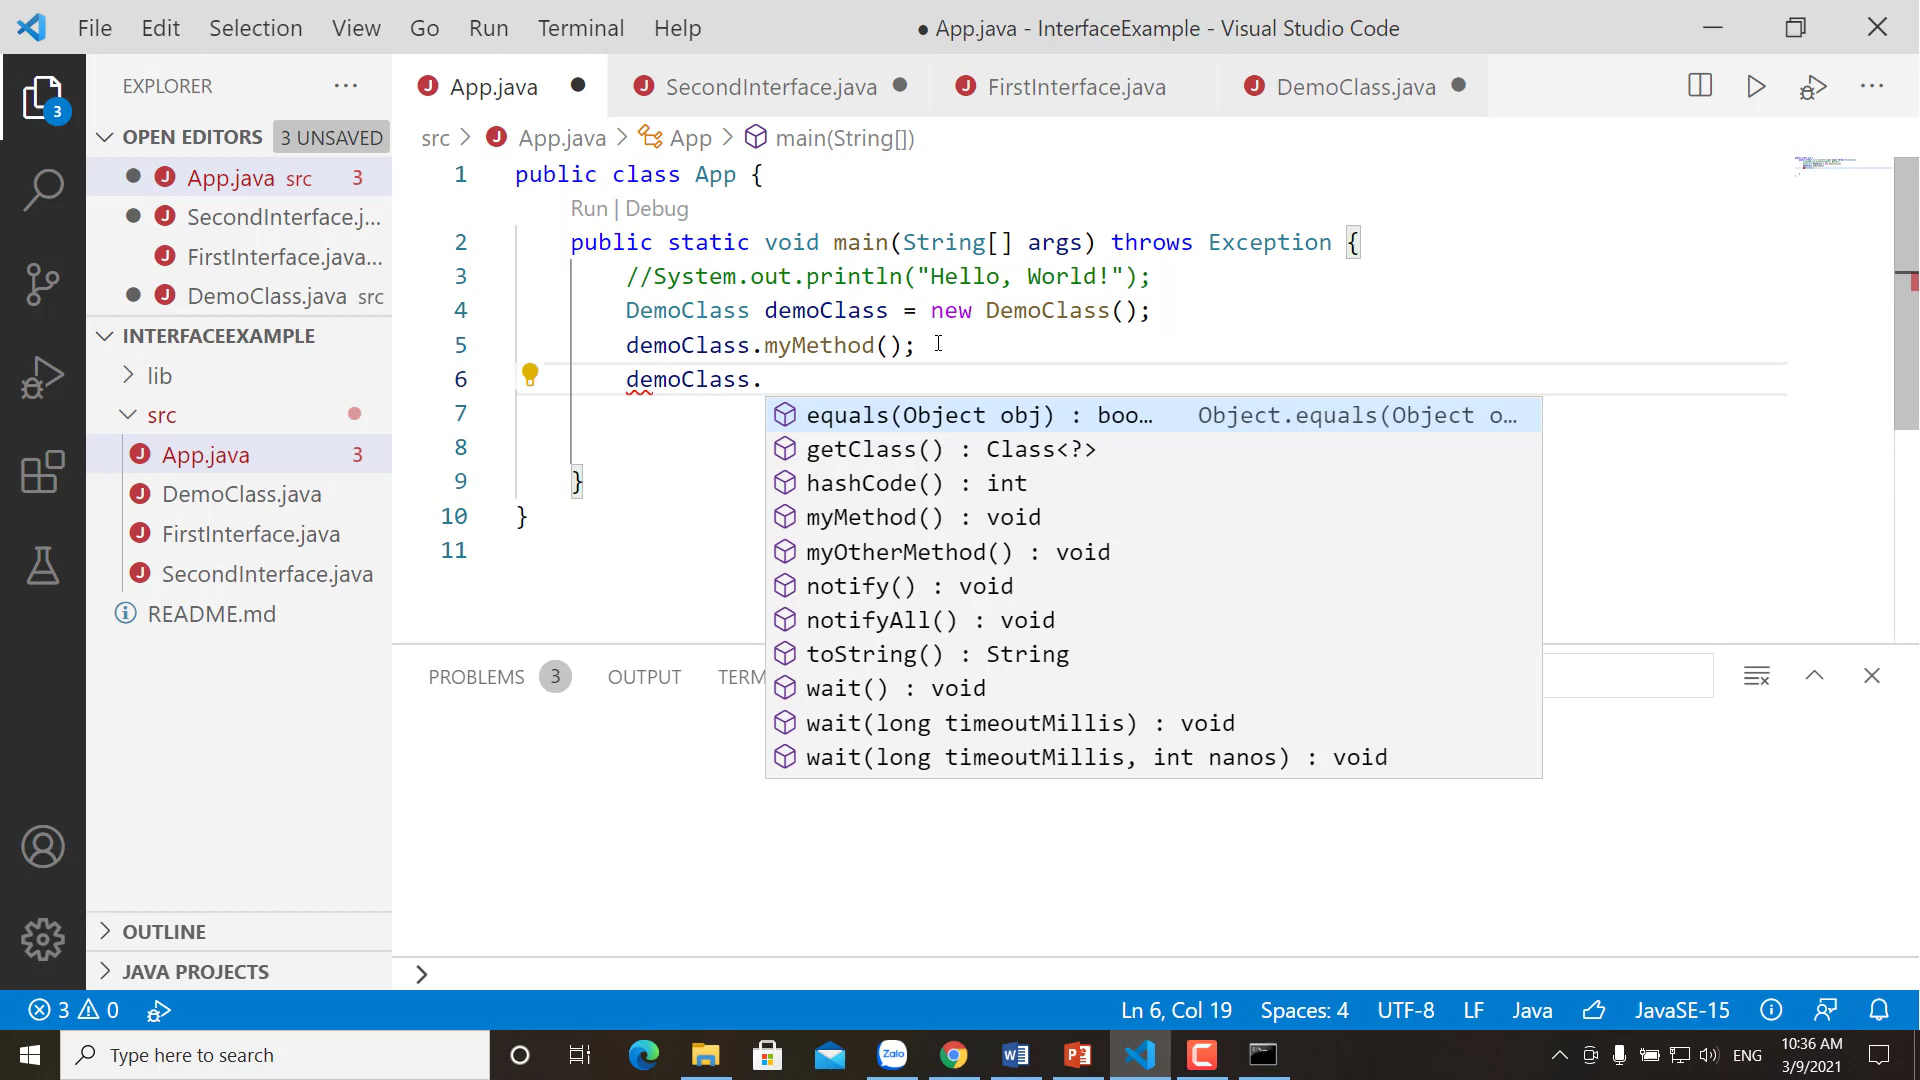 File Edit Selection View Go Run Terminal Help
● App.java - InterfaceExample - Visual Studio Code
EXPLORER
App.java
SecondInterface.java
FirstInterface.java
DemoClass.java
3
OPEN EDITORS 3 UNSAVED
App.java src 3
SecondInterface.j...
FirstInterface.java...
DemoClass.java src
INTERFACEEXAMPLE
lib
src
App.java 3
DemoClass.java
FirstInterface.java
SecondInterface.java
README.md
OUTLINE
JAVA PROJECTS
src > App.java > App > main(String[])
1 public class App {
Run | Debug
2 public static void main(String[] args) throws Exception {
3 //System.out.println("Hello, World!");
4 DemoClass demoClass = new DemoClass();
5 demoClass.myMethod();
6 demoClass.
7
8
9 }
10 }
11
equals(Object obj) : boo... Object.equals(Object o...
getClass() : Class<?>
hashCode() : int
myMethod() : void
myOtherMethod() : void
notify() : void
notifyAll() : void
toString() : String
wait() : void
wait(long timeoutMillis) : void
wait(long timeoutMillis, int nanos) : void
PROBLEMS 3 OUTPUT TERM
3 0
Ln 6, Col 19 Spaces: 4 UTF-8 LF Java JavaSE-15
Type here to search
Zalo
ENG
10:36 AM
3/9/2021